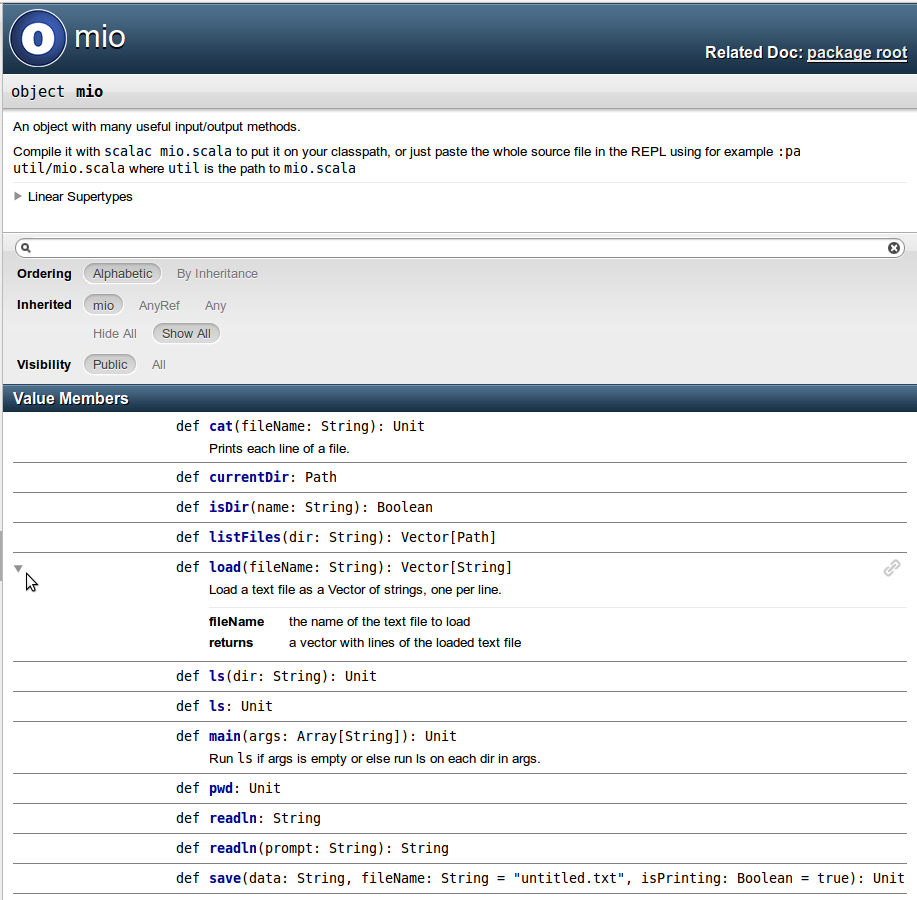 O mio
Related Doc: package root
object mio
An object with many useful input/output methods.
Compile it with scalac mio.scala to put it on your classpath, or just paste the whole source file in the REPL using for example :pa
util/mio.scala where util is the path to mio.scala
Linear Supertypes
Ordering Alphabetic By Inheritance
Inherited mio AnyRef Any
Hide All Show All
Visibility Public All
Value Members
def cat(fileName: String): Unit
Prints each line of a file.
def currentDir: Path
def isDir(name: String): Boolean
def listFiles(dir: String): Vector[Path]
def load(fileName: String): Vector[String]
Load a text file as a Vector of strings, one per line.
fileName the name of the text file to load
returns a vector with lines of the loaded text file
def ls(dir: String): Unit
def ls: Unit
def main(args: Array[String]): Unit
Run ls if args is empty or else run ls on each dir in args.
def pwd: Unit
def readln: String
def readln(prompt: String): String
def save(data: String, fileName: String = "untitled.txt", isPrinting: Boolean = true): Unit